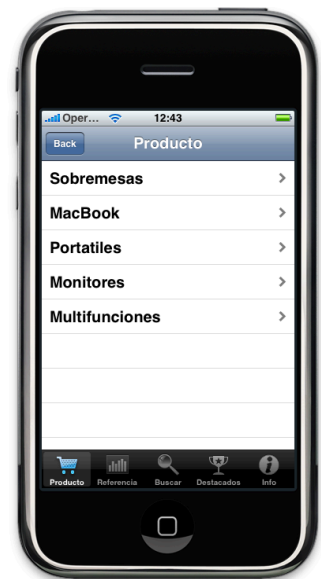 Oper... 12:43
Back Producto
Sobremesas
MacBook
Portatiles
Monitores
Multifunciones
Producto Referencia Buscar Destacados Info